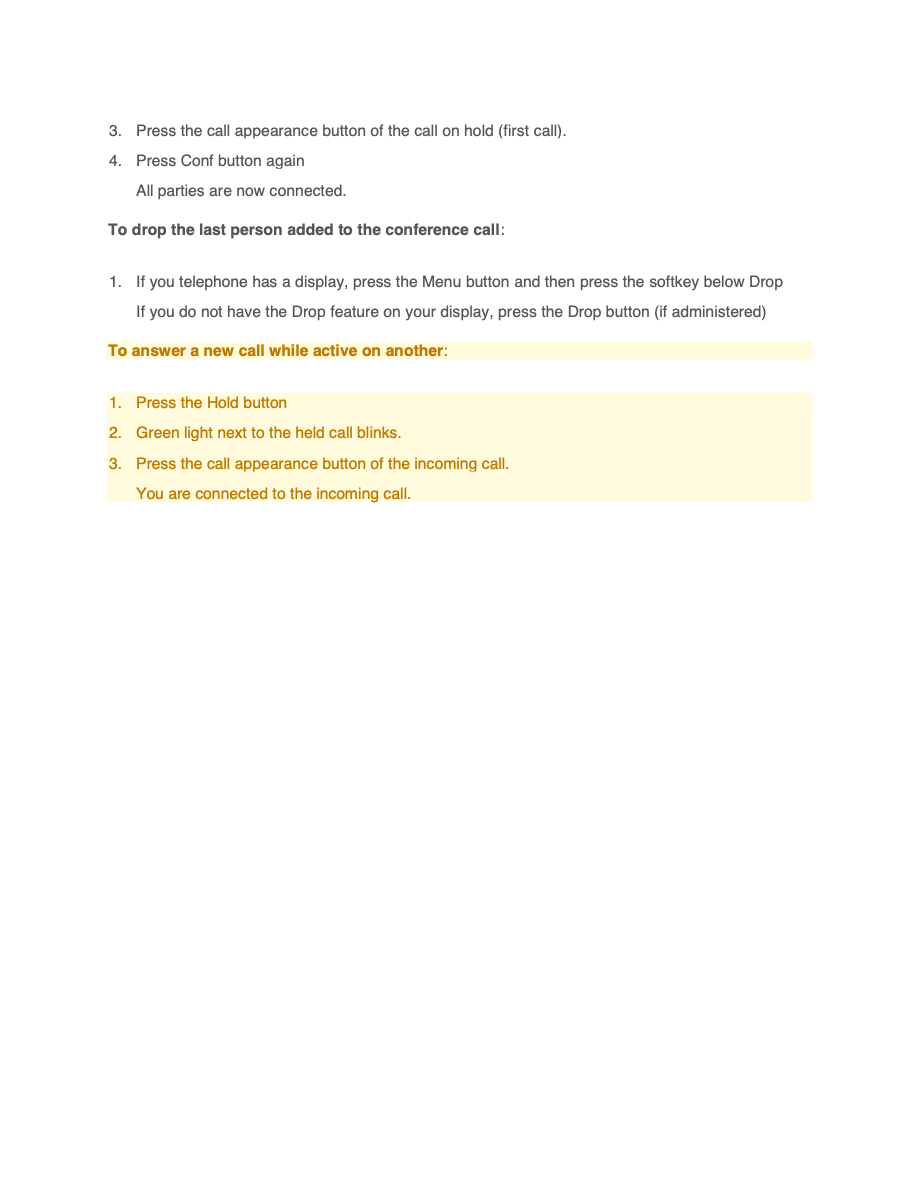 3. Press the call appearance button of the call on hold (first call).
4. Press Conf button again
All parties are now connected.
To drop the last person added to the conference call:
1. If you telephone has a display, press the Menu button and then press the softkey below Drop
If you do not have the Drop feature on your display, press the Drop button (if administered)
To answer a new call while active on another:
1. Press the Hold button
2. Green light next to the held call blinks.
3. Press the call appearance button of the incoming call.
You are connected to the incoming call.